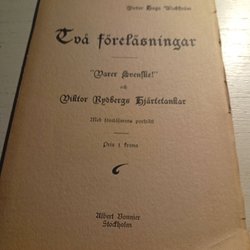 Victor Hugo Wickström
Två föreläsningar
"Varer Svenske!"
och
Viktor Rydbergs Hjärtetankar
Med författarens porträtt
Pris 1 krona
Albert Bonnier
Stockholm